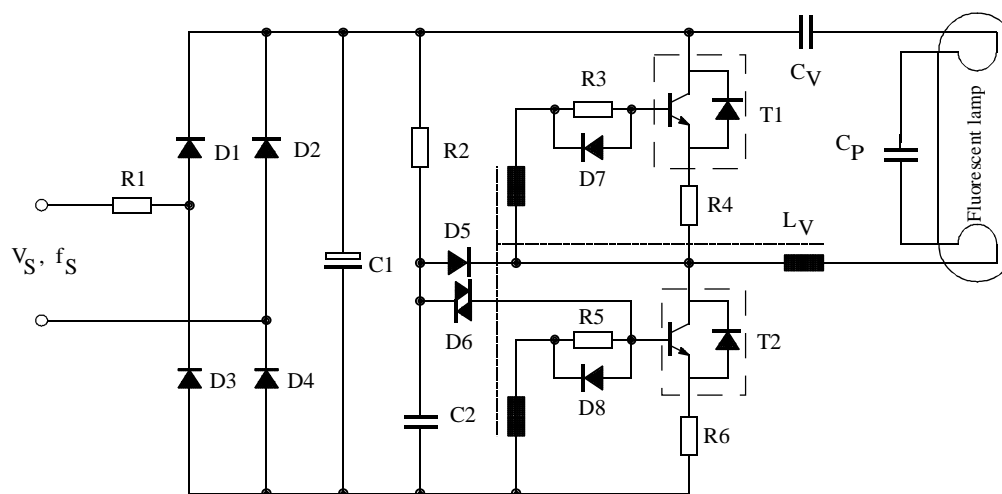 C_V
R3
T1
D1
D2
R2
C_P
Fluorescent lamp
D7
R1
R4
D5
L_V
V_S, f_S
C1
R5
D6
T2
D3
D4
D8
C2
R6